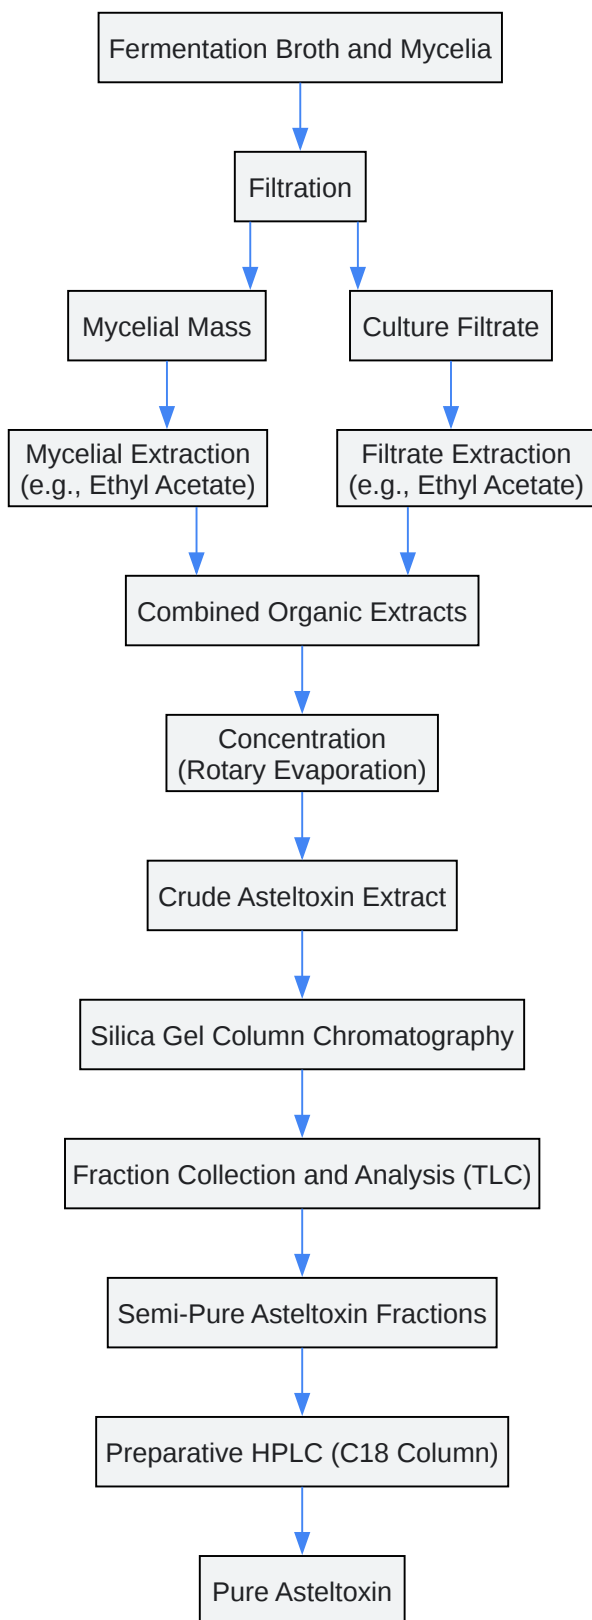 Fermentation Broth and Mycelia
Filtration
Mycelial Mass
Culture Filtrate
Mycelial Extraction
(e.g., Ethyl Acetate)
Filtrate Extraction
(e.g., Ethyl Acetate)
Combined Organic Extracts
Concentration
(Rotary Evaporation)
Crude Asteltoxin Extract
Silica Gel Column Chromatography
Fraction Collection and Analysis (TLC)
Semi-Pure Asteltoxin Fractions
Preparative HPLC (C18 Column)
Pure Asteltoxin